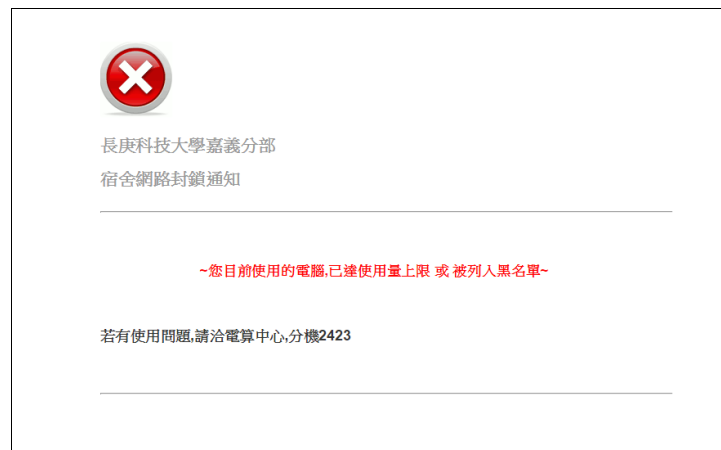 長庚科技大學嘉義分部
宿舍網路封鎖通知
~您目前使用的電腦,已達使用量上限 或 被列入黑名單~
若有使用問題,請洽電算中心,分機2423